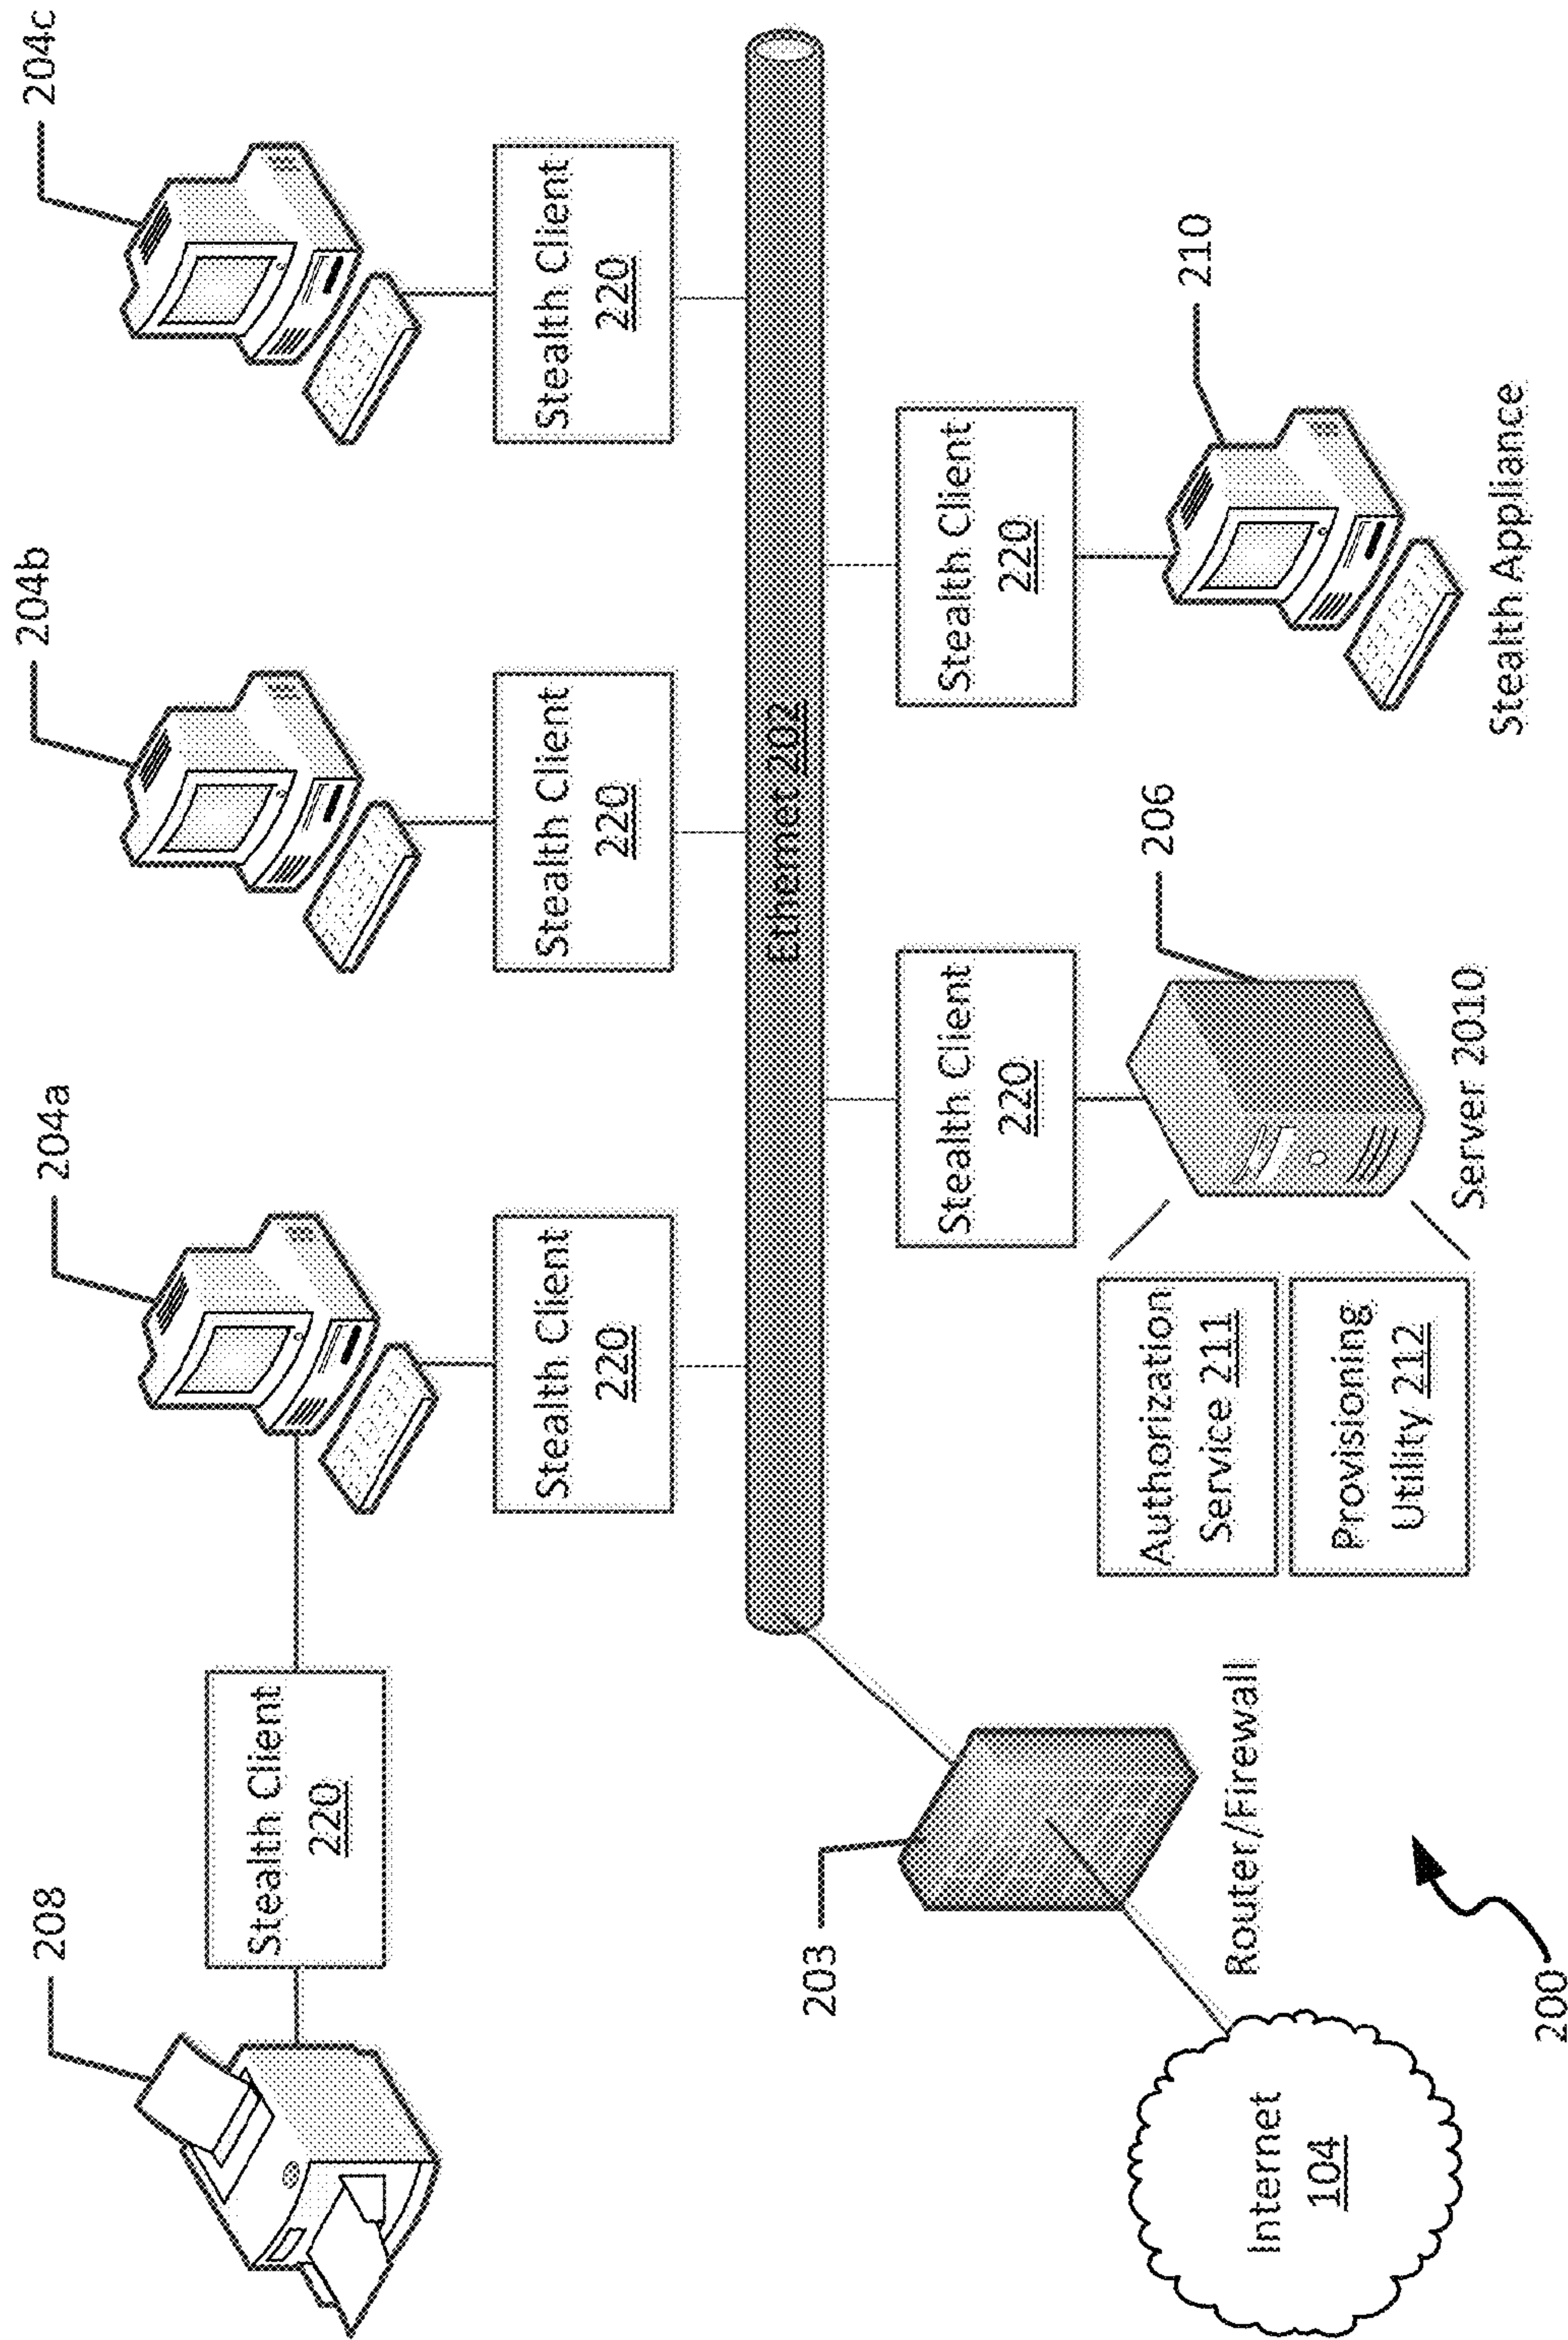 208
204a
204b
204c
Stealth Client
220
Stealth Client
220
Stealth Client
220
Stealth Client
220
Ethernet 202
203
Router/Firewall
Internet
104
200
Stealth Client
220
206
Authorization
Service 211
Provisioning
Utility 212
Server 2010
Stealth Client
220
210
Stealth Appliance